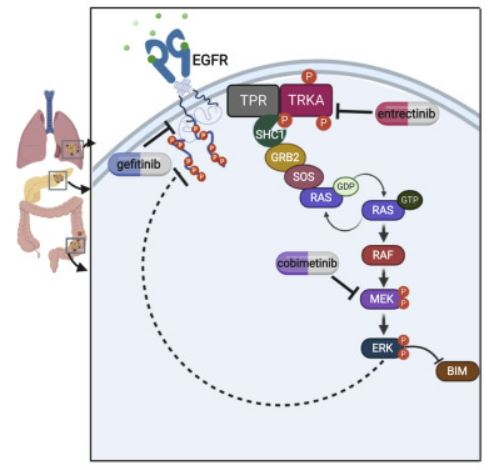 EGFR
P
TPR TRKA
entrectinib
P P
SHC1
gefitinib
P P P P P P P P P P
GRB2
SOS
GDP
RAS
GTP
RAS
RAF
cobimetinib
MEK P P
ERK P P
BIM